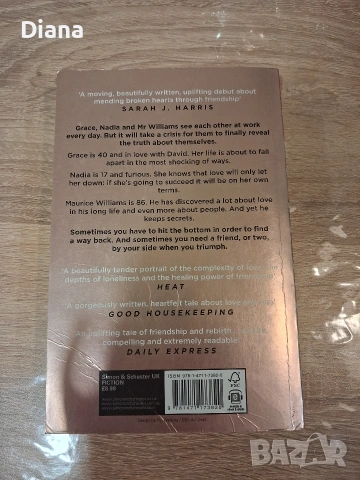 Diana
'A moving, beautifully written, uplifting debut about
mending broken hearts through friendship'
SARAH J. HARRIS
Grace, Nadia and Mr Williams see each other at work
every day. But it will take a crisis for them to finally reveal
the truth about themselves.
Grace is 40 and in love with David. Her life is about to fall
apart in the most shocking of ways.
Nadia is 17 and furious. She knows that love will only let
her down: if she's going to succeed it will be on her own
terms.
Maurice Williams is 86. He has discovered a lot about love
in his long life and even more about people. And yet he
keeps secrets.
Sometimes you have to hit the bottom in order to find
a way back. And sometimes you need a friend, or two,
by your side when you triumph.
'A beautifully tender portrait of the complexity of love, the
depths of loneliness and the healing power of friendship'
HEAT
'A gorgeously written, heartfelt tale about love and
GOOD HOUSEKEEPING
'An uplifting tale of friendship and rebirth
compelling and extremely readable'
DAILY EXPRESS
Simon & Schuster UK
FICTION
£8.99
ISBN 978-1-4711-7382-0
9781471173820
FSC
BAZAR
bg